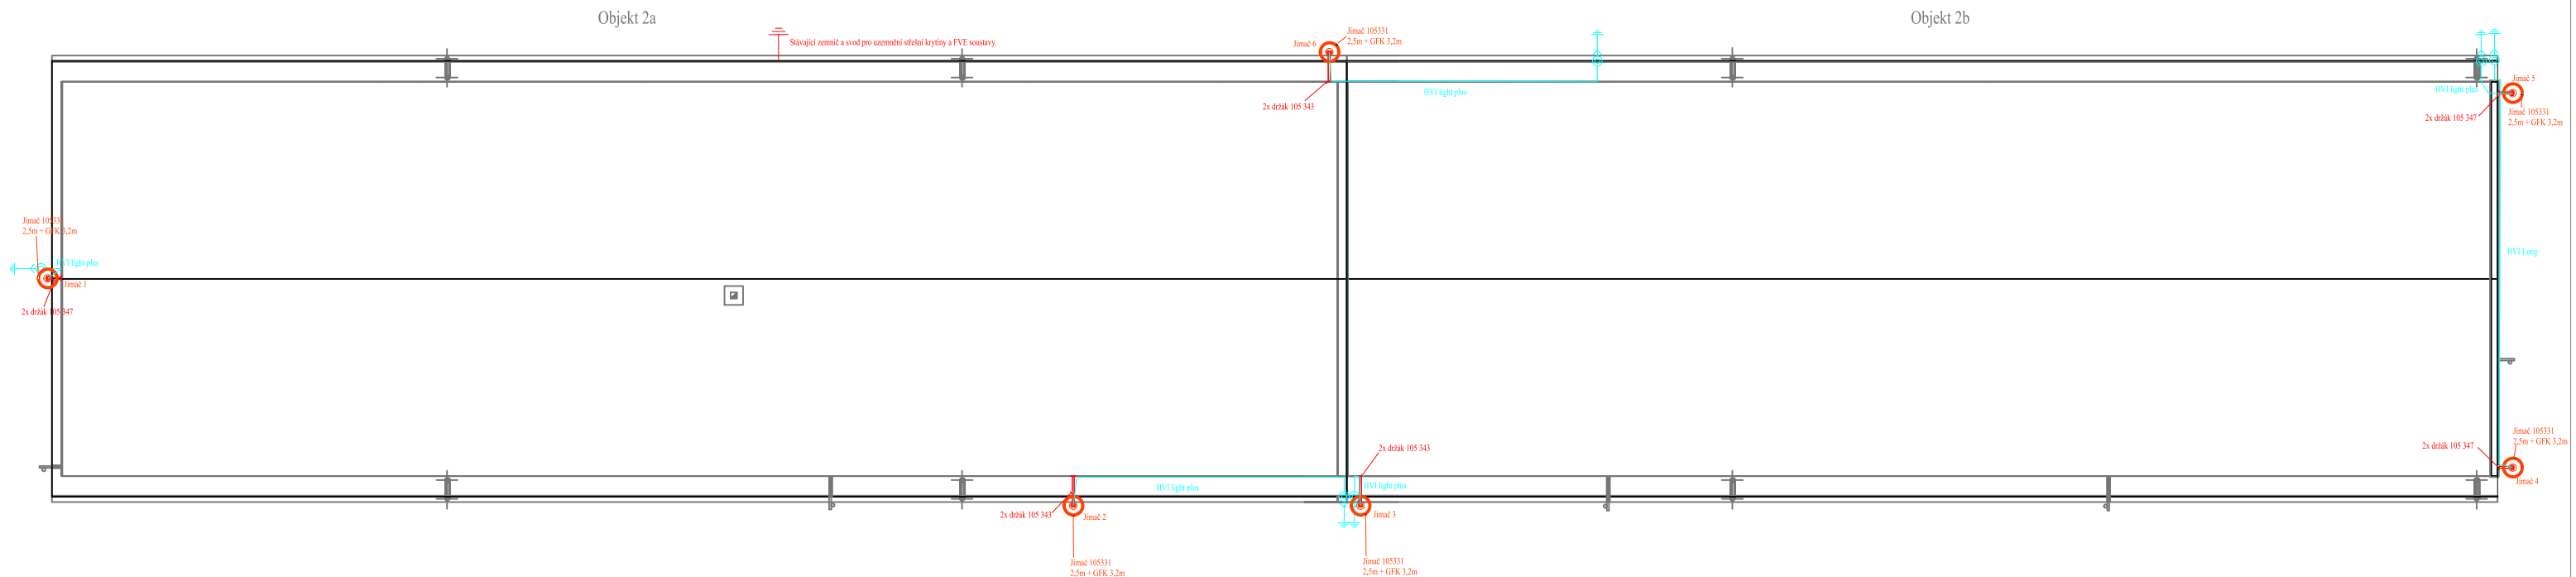 Objekt 2a
Objekt 2b
Stávající zemnič a svod pro uzemnění střešní krytiny a FVE soustavy
Jímač 6
Jímač 105331
2,5m + GFK 3,2m
2x držák 105 343
HVI light plus
HVI light plus
Jímač 5
Jímač 105331
2,5m + GFK 3,2m
2x držák 105 347
Jímač 105331
2,5m + GFK 3,2m
HVI light plus
Jímač 1
2x držák 105 347
HVI Long
2x držák 105 343
Jímač 105331
2,5m + GFK 3,2m
2x držák 105 347
Jímač 4
HVI light plus
HVI light plus
2x držák 105 343
Jímač 2
Jímač 3
Jímač 105331
2,5m + GFK 3,2m
Jímač 105331
2,5m + GFK 3,2m